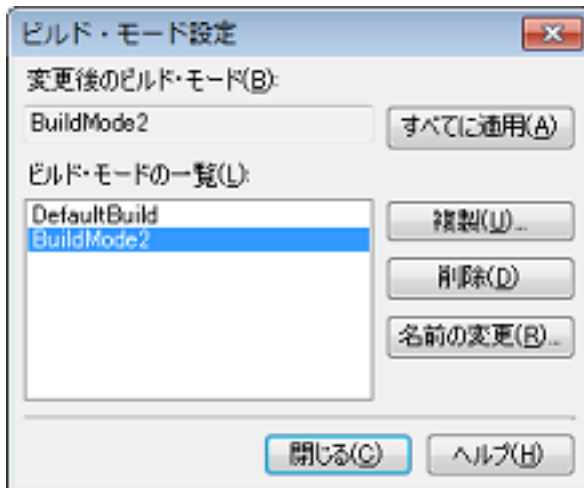 ビルド・モード設定
変更後のビルド・モード(B):
BuildMode2
すべてに適用(A)
ビルド・モードの一覧(L):
DefaultBuild
BuildMode2
複製(U)...
削除(D)
名前の変更(R)...
閉じる(C)
ヘルプ(H)